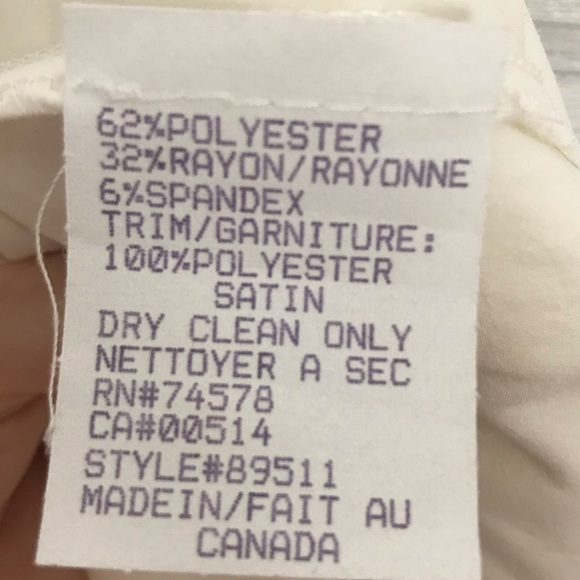 62%POLYESTER
32%RAYON/RAYONNE
6%SPANDEX
TRIM/GARNITURE:
100%POLYESTER
SATIN
DRY CLEAN ONLY
NETTOYER A SEC
RN#74578
CA#00514
STYLE#89511
MADEIN/FAIT AU
CANADA